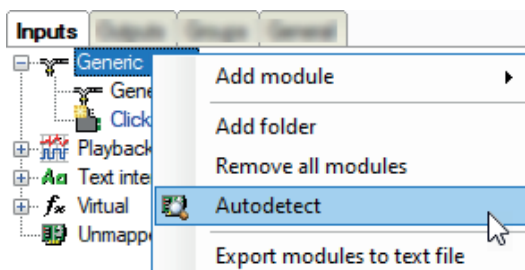 Inputs
Generic
Gene
Click
Playback
Text inte
Virtual
Unmappe
Add module
Add folder
Remove all modules
Autodetect
Export modules to text file